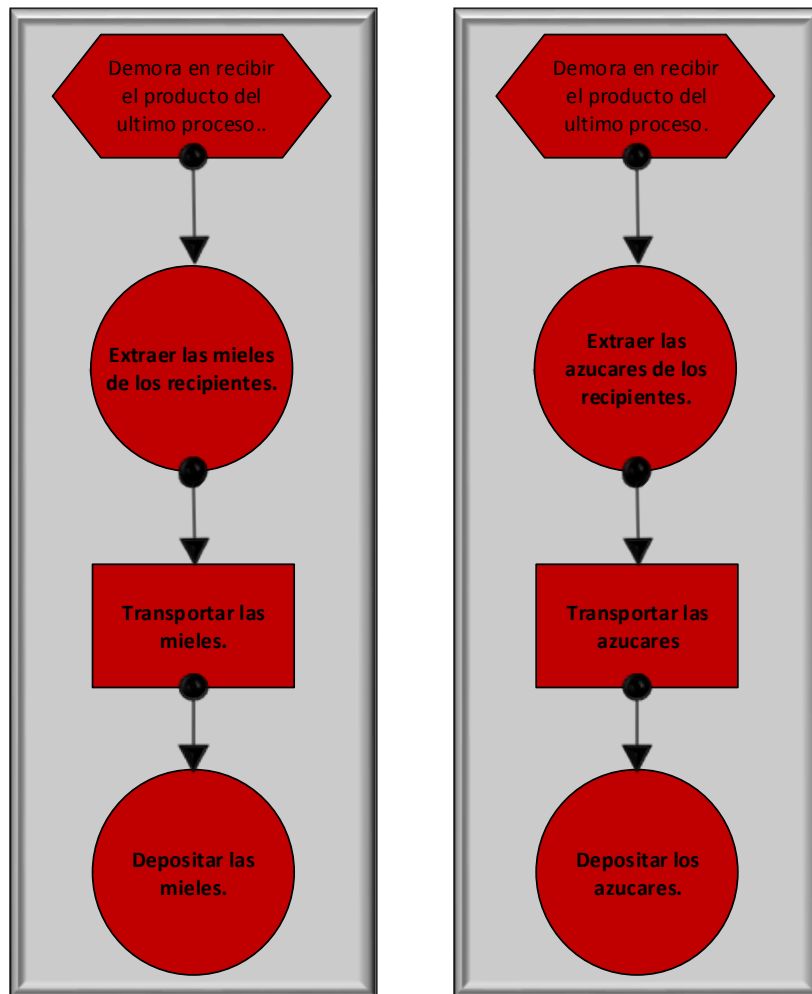 Demora en recibir
el producto del
ultimo proceso..
Extraer las mieles
de los recipientes.
Transportar las
mieles.
Depositar las
mieles.
Demora en recibir
el producto del
ultimo proceso.
Extraer las
azucares de los
recipientes.
Transportar las
azucares
Depositar los
azucares.